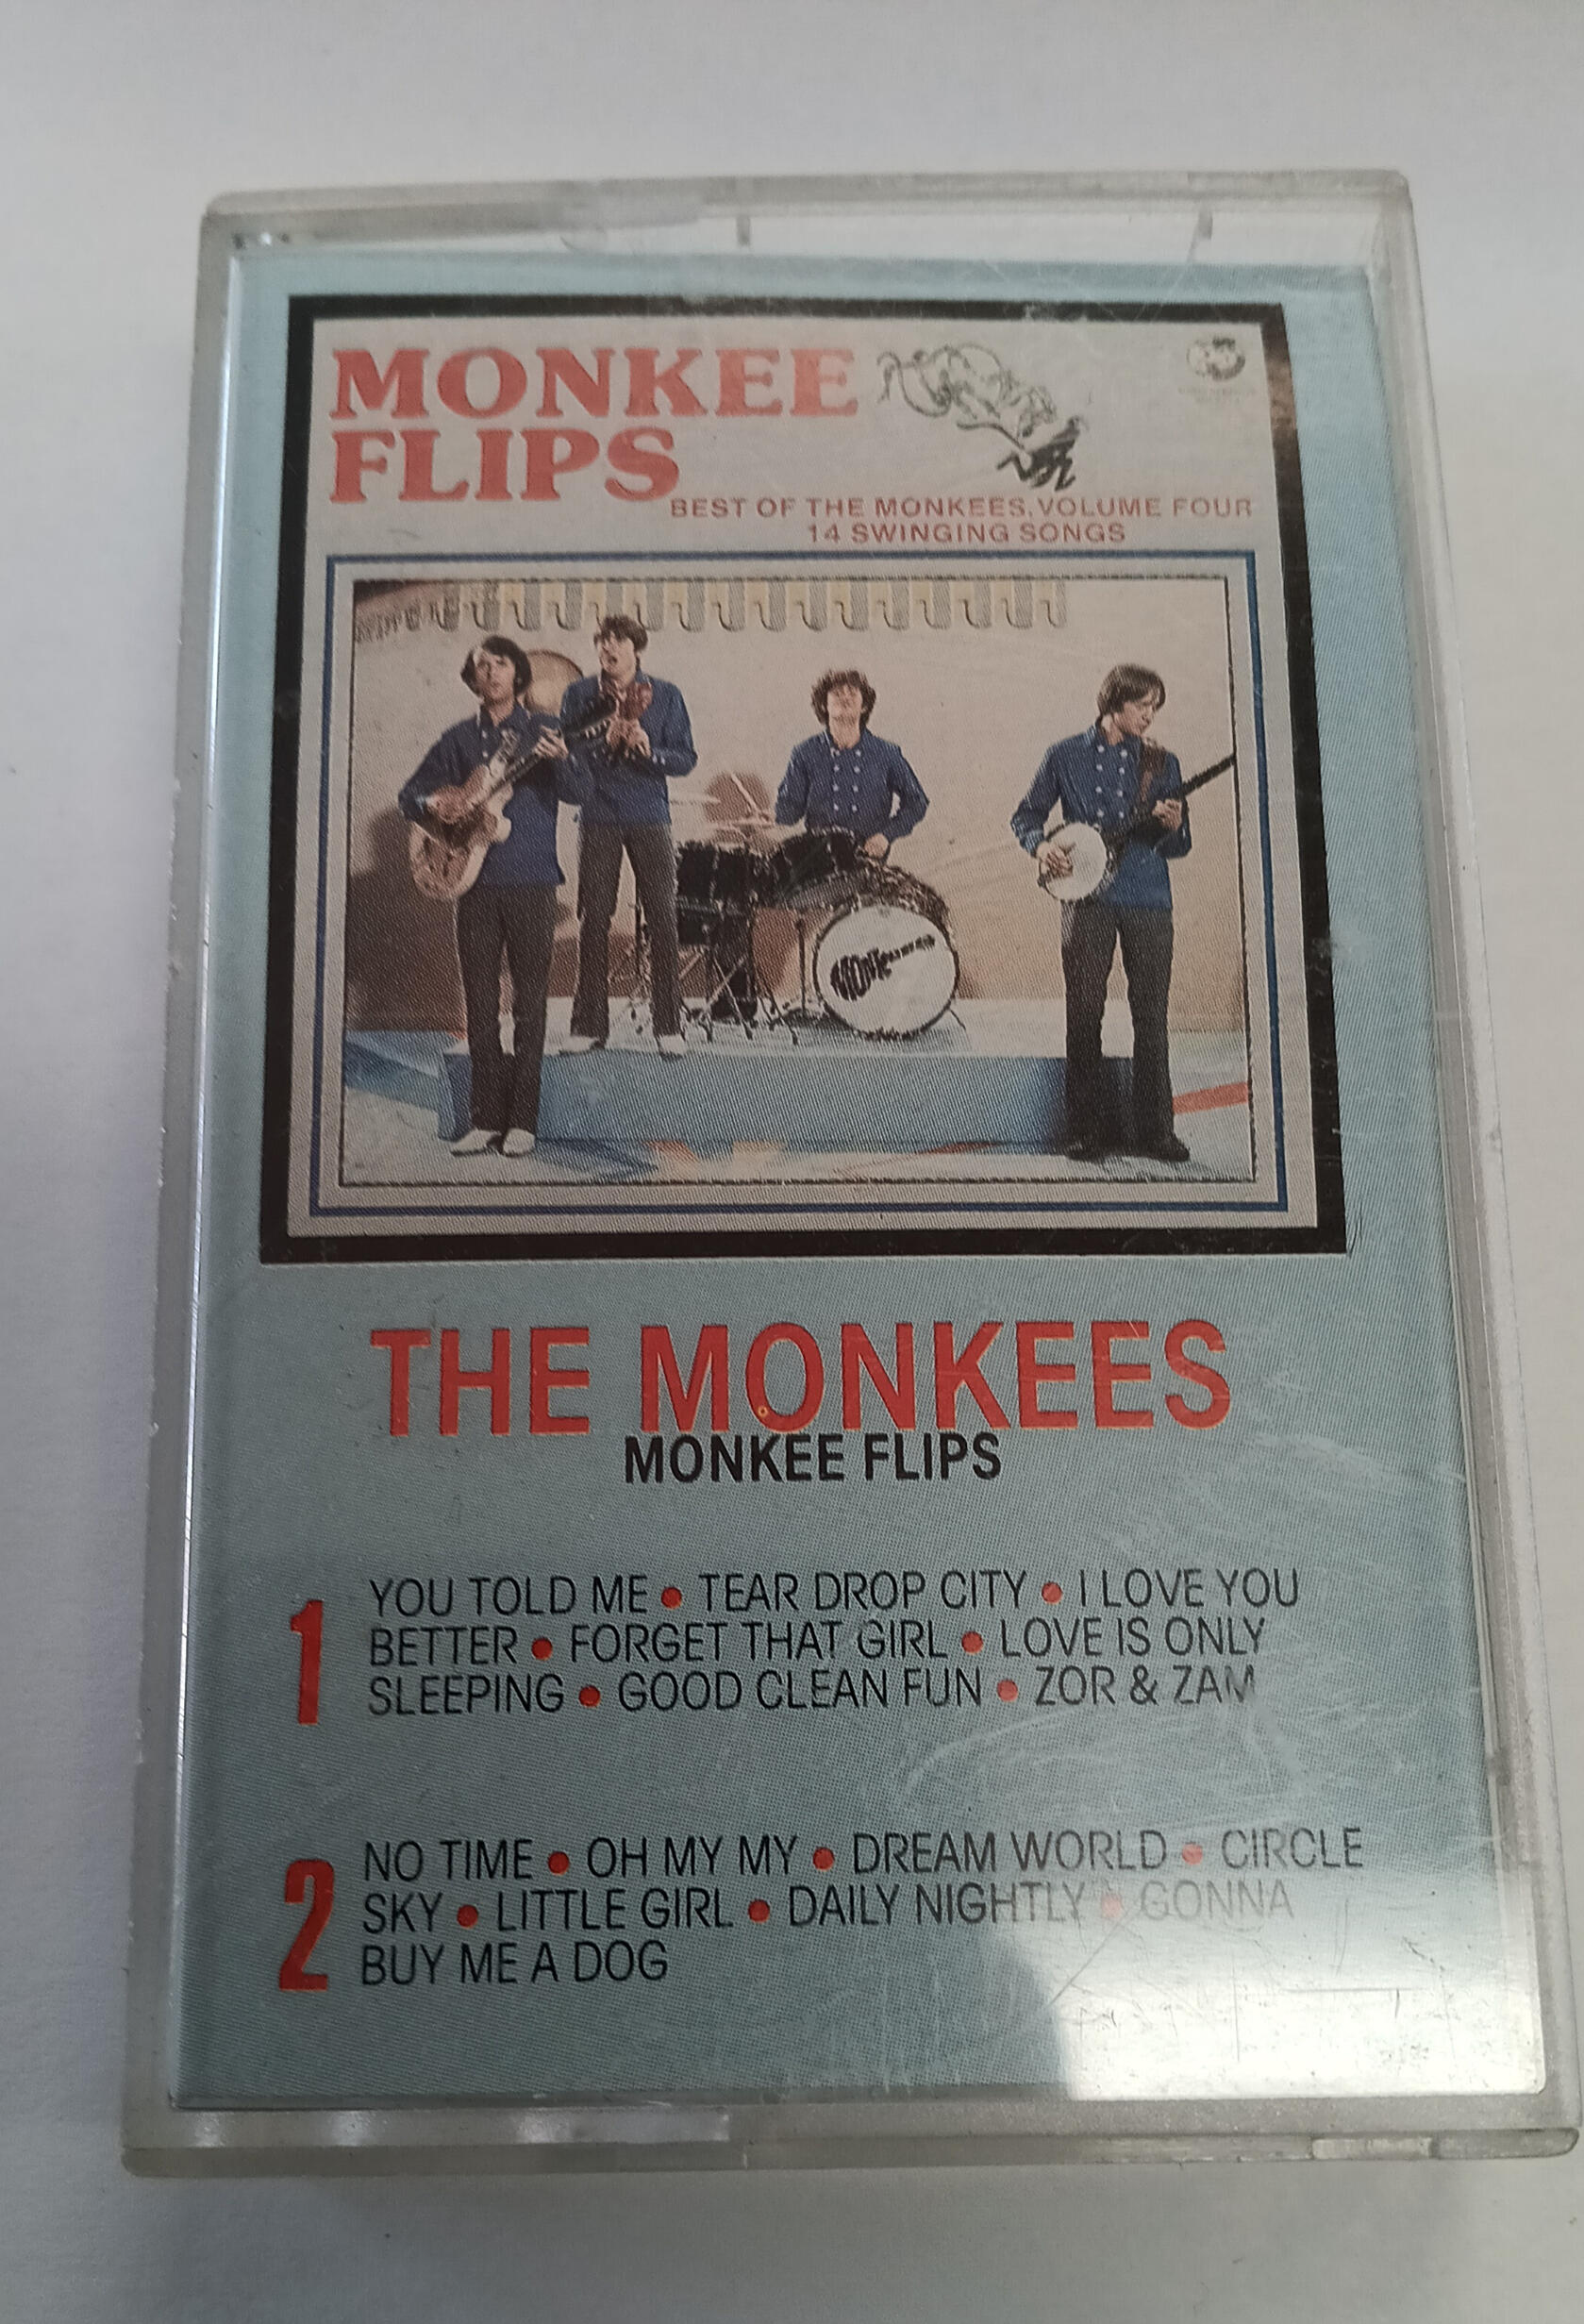 MONKEE
FLIPS
BEST OF THE MONKEES, VOLUME FOUR
14 SWINGING SONGS
MONKEES
THE MONKEES
MONKEE FLIPS
1
YOU TOLD ME • TEAR DROP CITY • I LOVE YOU
BETTER • FORGET THAT GIRL • LOVE IS ONLY
SLEEPING • GOOD CLEAN FUN • ZOR & ZAM
2
NO TIME • OH MY MY • DREAM WORLD • CIRCLE
SKY • LITTLE GIRL • DAILY NIGHTLY • GONNA
BUY ME A DOG